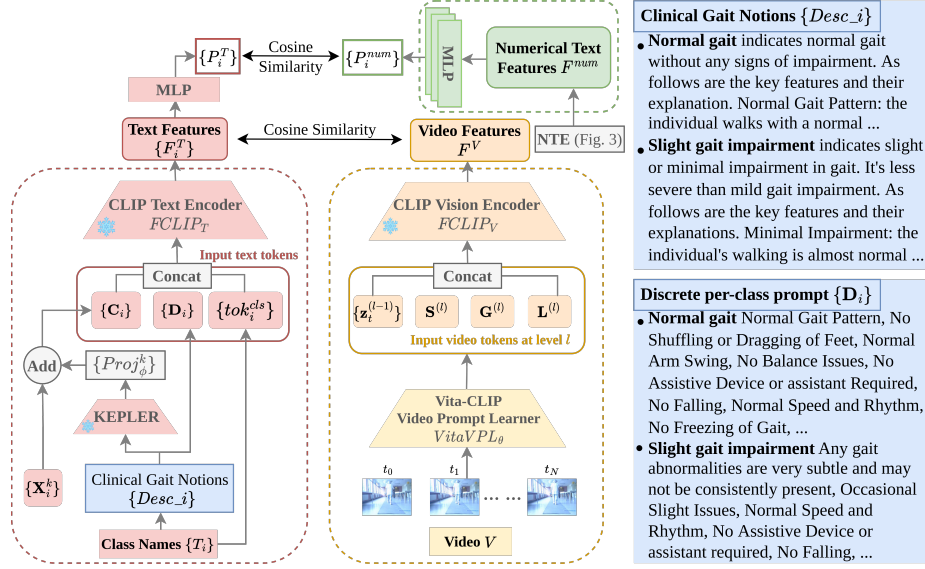 {P_i^T}
Cosine
Similarity
{P_i^{num}}
MLP
Numerical Text
Features F^{num}
MLP
Text Features
{F_i^T}
Cosine Similarity
Video Features
F^V
NTE (Fig. 3)
CLIP Text Encoder
FCLIP_T
Input text tokens
Concat
{C_i}
{D_i}
{tok_i^{cls}}
Add
{Proj_ϕ^k}
KEPLER
{X_i^k}
Clinical Gait Notions
{Desc_i}
Class Names {T_i}
CLIP Vision Encoder
FCLIP_V
Concat
{z_t^{(l-1)}}
S^{(l)}
G^{(l)}
L^{(l)}
Input video tokens at level l
Vita-CLIP
Video Prompt Learner
VitaVPL_θ
t_0
t_1
t_N
... ...
Video V
Clinical Gait Notions {Desc_i}
• Normal gait indicates normal gait
without any signs of impairment. As
follows are the key features and their
explanation. Normal Gait Pattern: the
individual walks with a normal ...
• Slight gait impairment indicates slight
or minimal impairment in gait. It's less
severe than mild gait impairment. As
follows are the key features and their
explanations. Minimal Impairment: the
individual's walking is almost normal ...
Discrete per-class prompt {D_i}
• Normal gait Normal Gait Pattern, No
Shuffling or Dragging of Feet, Normal
Arm Swing, No Balance Issues, No
Assistive Device or assistant Required,
No Falling, Normal Speed and Rhythm,
No Freezing of Gait, ...
• Slight gait impairment Any gait
abnormalities are very subtle and may
not be consistently present, Occasional
Slight Issues, Normal Speed and
Rhythm, No Assistive Device or
assistant required, No Falling, ...